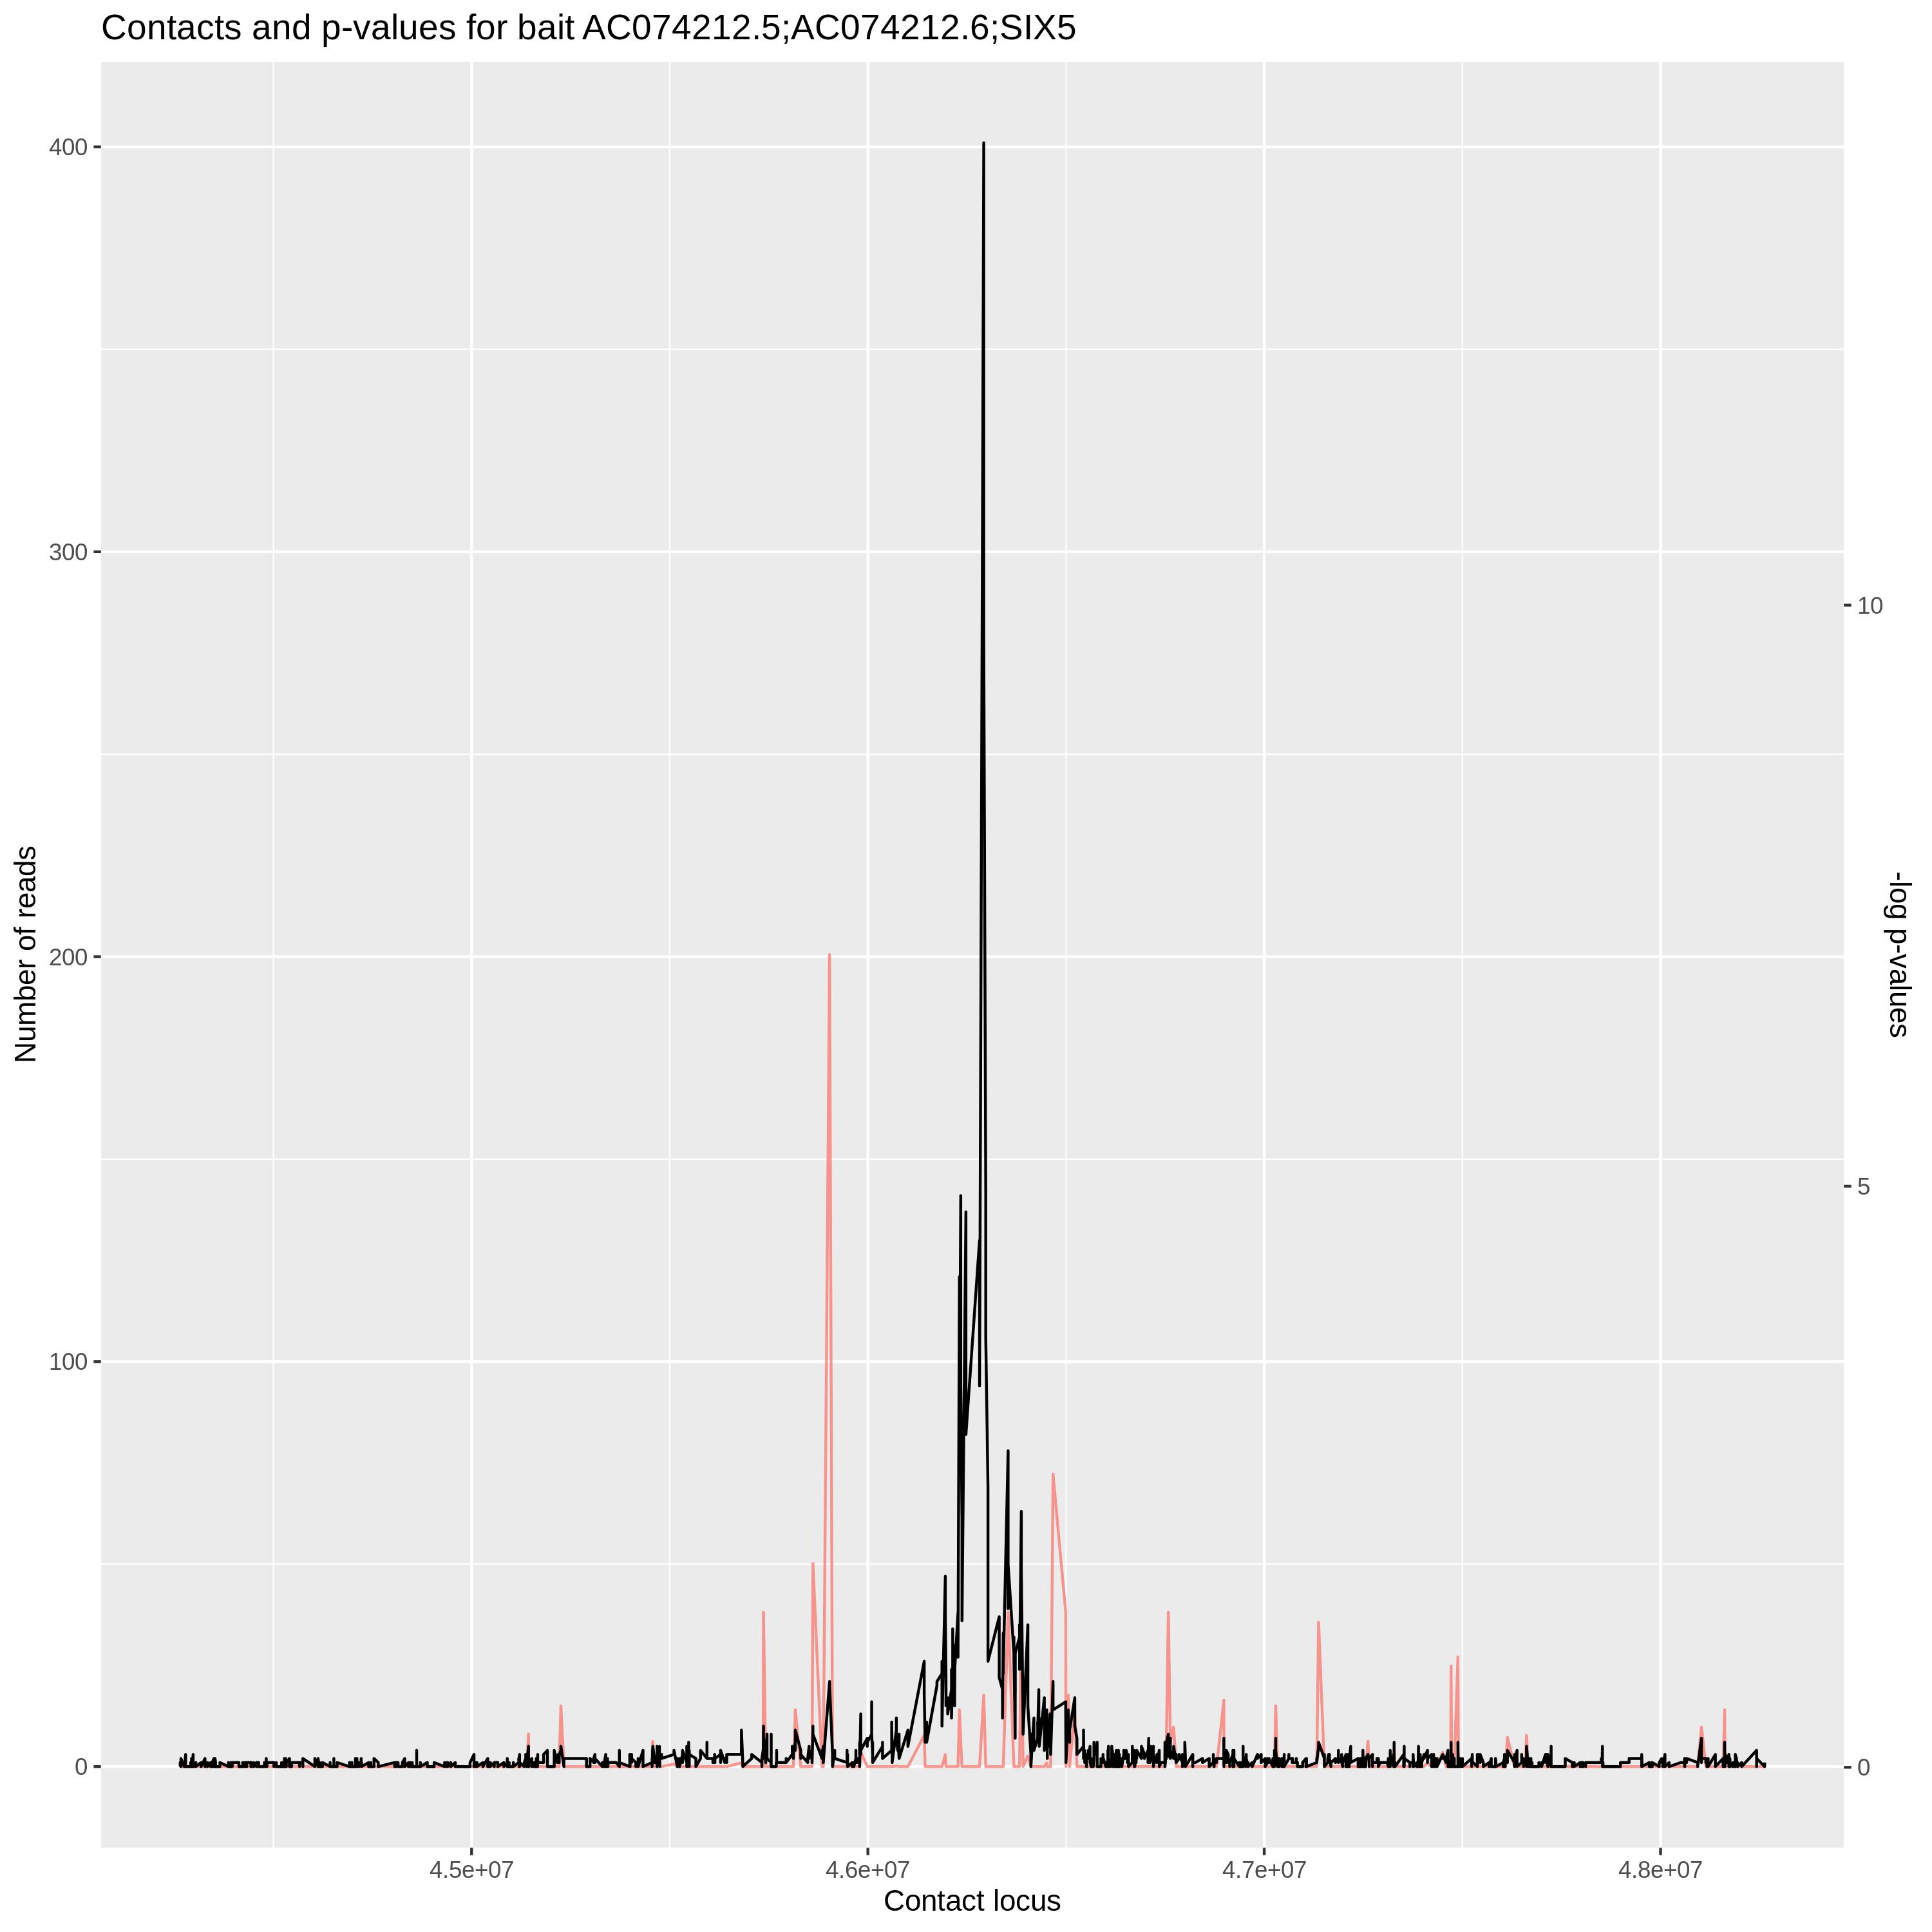 Contacts and p-values for bait AC074212.5;AC074212.6;SIX5
400
300
200
100
0
Number of reads
10
5
0
-log p-values
4.5e+07
4.6e+07
4.7e+07
4.8e+07
Contact locus